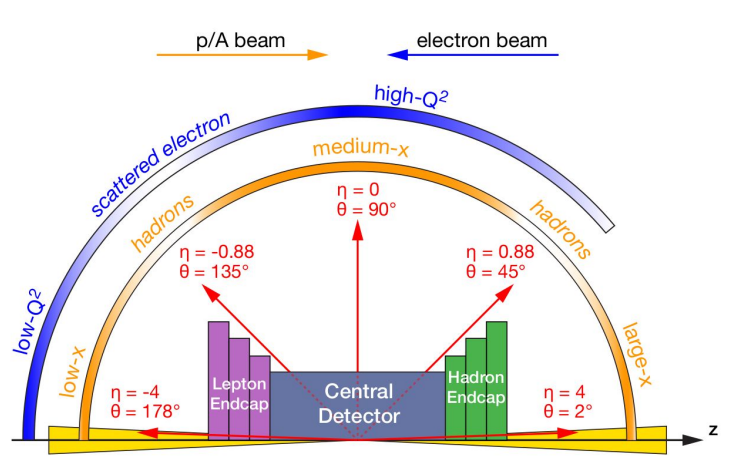 p/A beam
electron beam
high-Q²
scattered electron
medium-x
η = 0
θ = 90°
hadrons
hadrons
η = -0.88
θ = 135°
η = 0.88
θ = 45°
low-Q²
low-x
large-x
Lepton
Endcap
Central
Detector
Hadron
Endcap
η = -4
θ = 178°
η = 4
θ = 2°
z